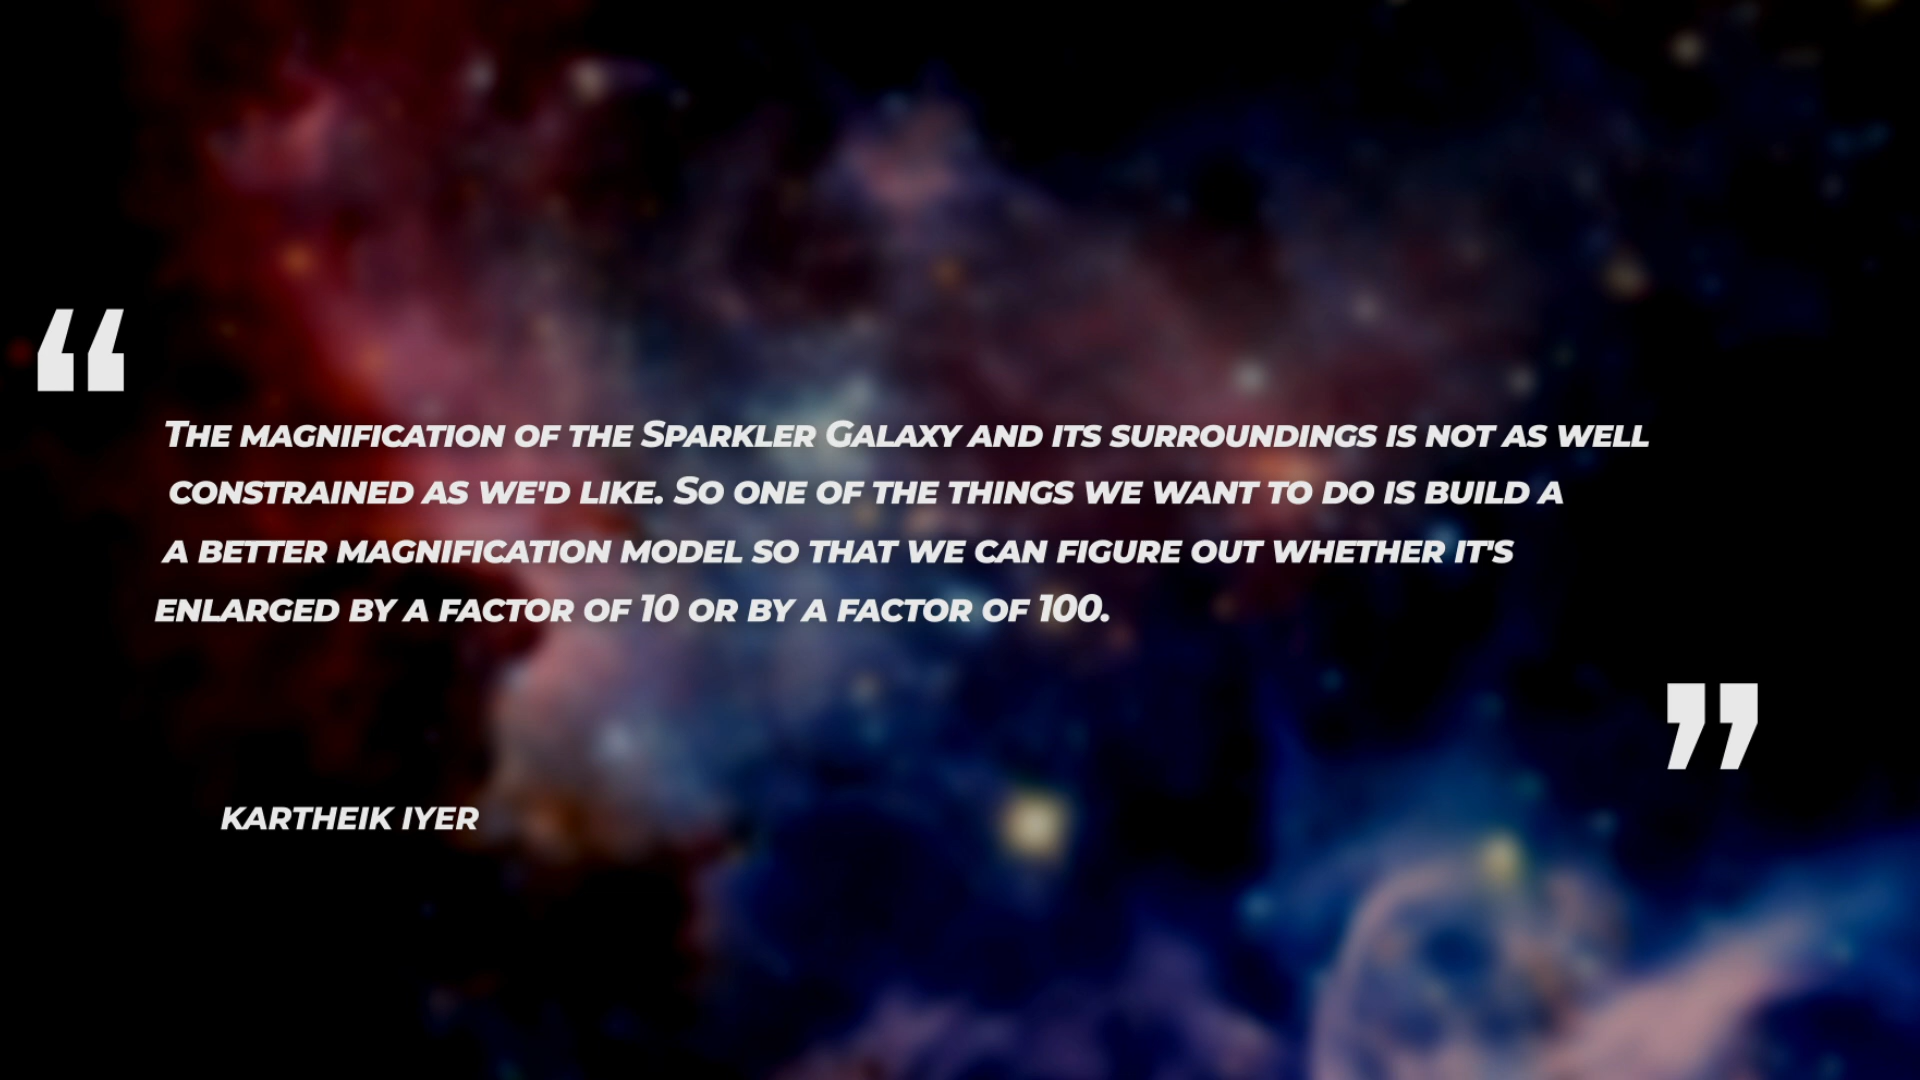 “
The magnification of the Sparkler Galaxy and its surroundings is not as well
constrained as we'd like. So one of the things we want to do is build a
a better magnification model so that we can figure out whether it's
enlarged by a factor of 10 or by a factor of 100.
”
KARTHEIK IYER